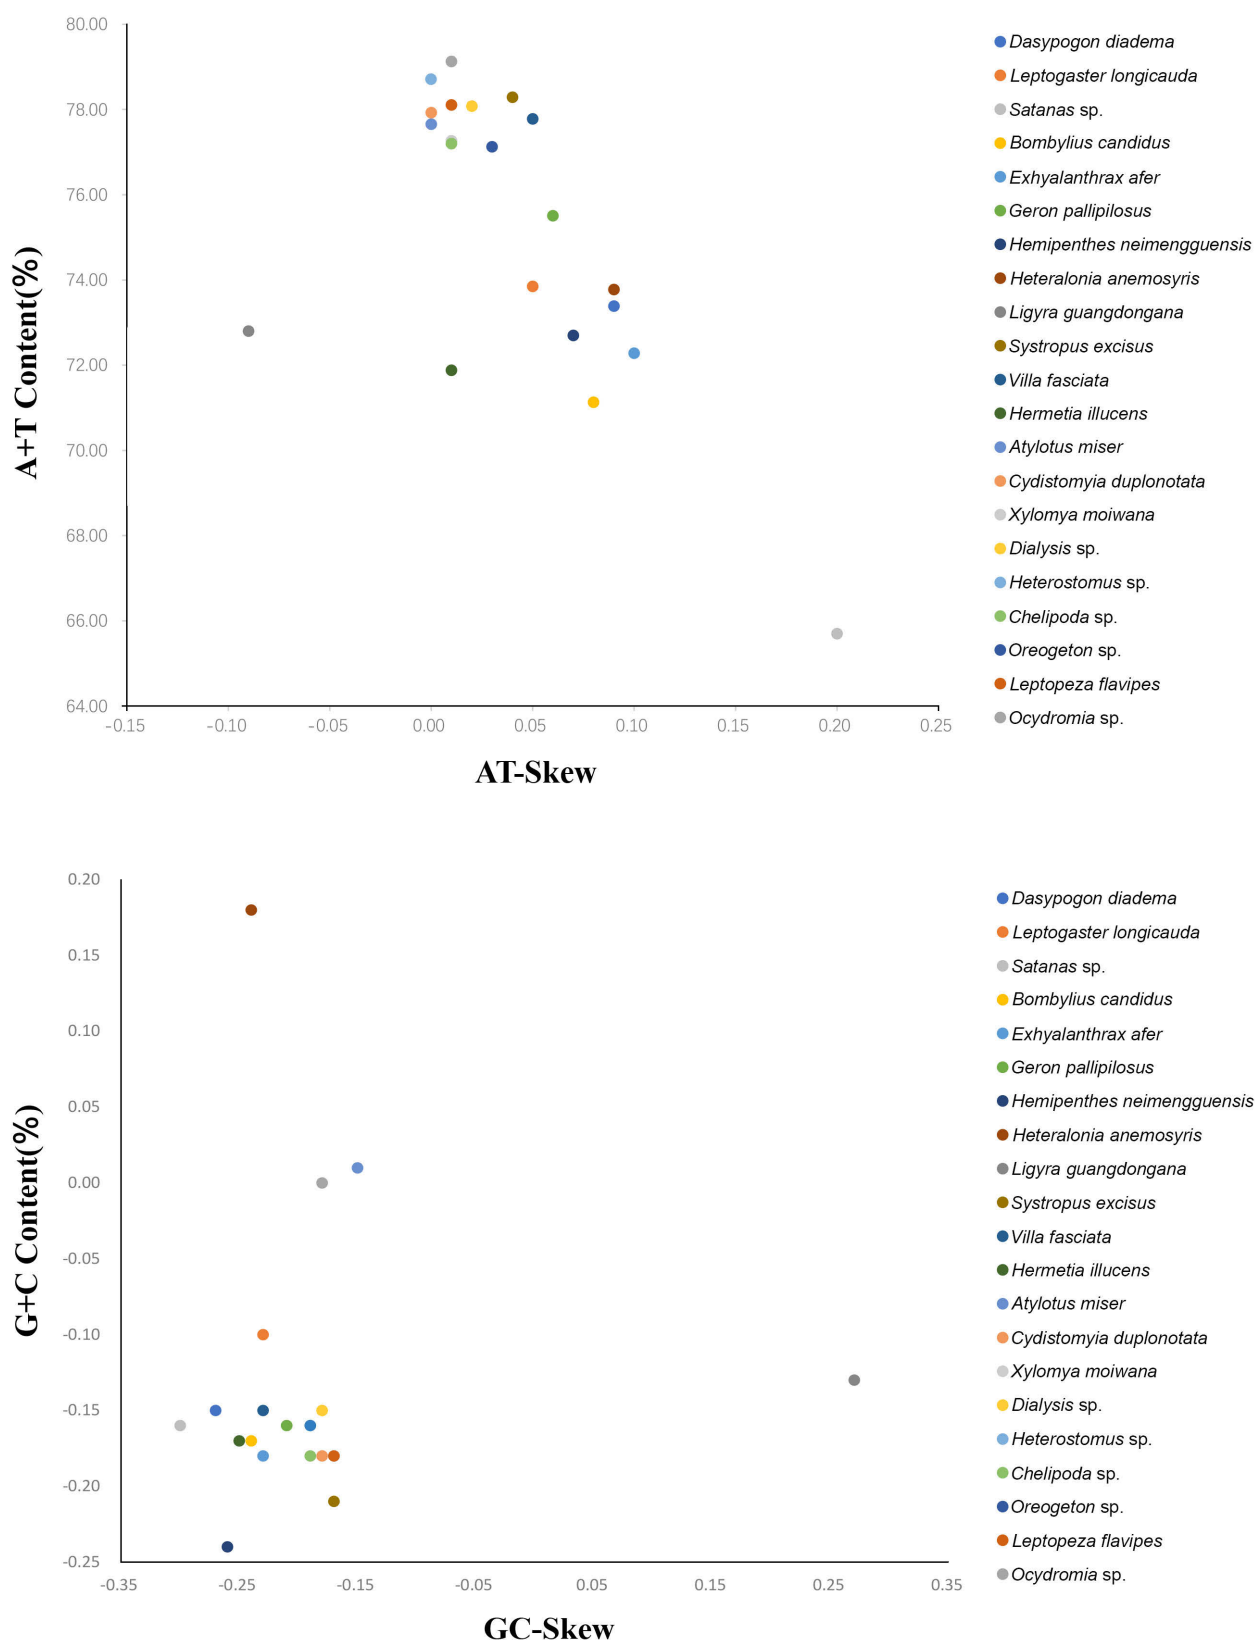 80.00
78.00
76.00
74.00
72.00
70.00
68.00
66.00
64.00
A+T Content(%)
-0.15 -0.10 -0.05 0.00 0.05 0.10 0.15 0.20 0.25
AT-Skew
Dasypogon diadema
Leptogaster longicauda
Satanas sp.
Bombylius candidus
Exhyalanthrax afer
Geron pallipilosus
Hemipenthes neimengguensis
Heteralonia anemosyris
Ligyra guangdongana
Systropus excisus
Villa fasciata
Hermetia illucens
Atylotus miser
Cydistomyia duplonotata
Xylomya moiwana
Dialysis sp.
Heterostomus sp.
Chelipoda sp.
Oreogeton sp.
Leptopeza flavipes
Ocydromia sp.
0.20
0.15
0.10
0.05
0.00
-0.05
-0.10
-0.15
-0.20
-0.25
G+C Content(%)
-0.35 -0.25 -0.15 -0.05 0.05 0.15 0.25 0.35
GC-Skew
Dasypogon diadema
Leptogaster longicauda
Satanas sp.
Bombylius candidus
Exhyalanthrax afer
Geron pallipilosus
Hemipenthes neimengguensis
Heteralonia anemosyris
Ligyra guangdongana
Systropus excisus
Villa fasciata
Hermetia illucens
Atylotus miser
Cydistomyia duplonotata
Xylomya moiwana
Dialysis sp.
Heterostomus sp.
Chelipoda sp.
Oreogeton sp.
Leptopeza flavipes
Ocydromia sp.